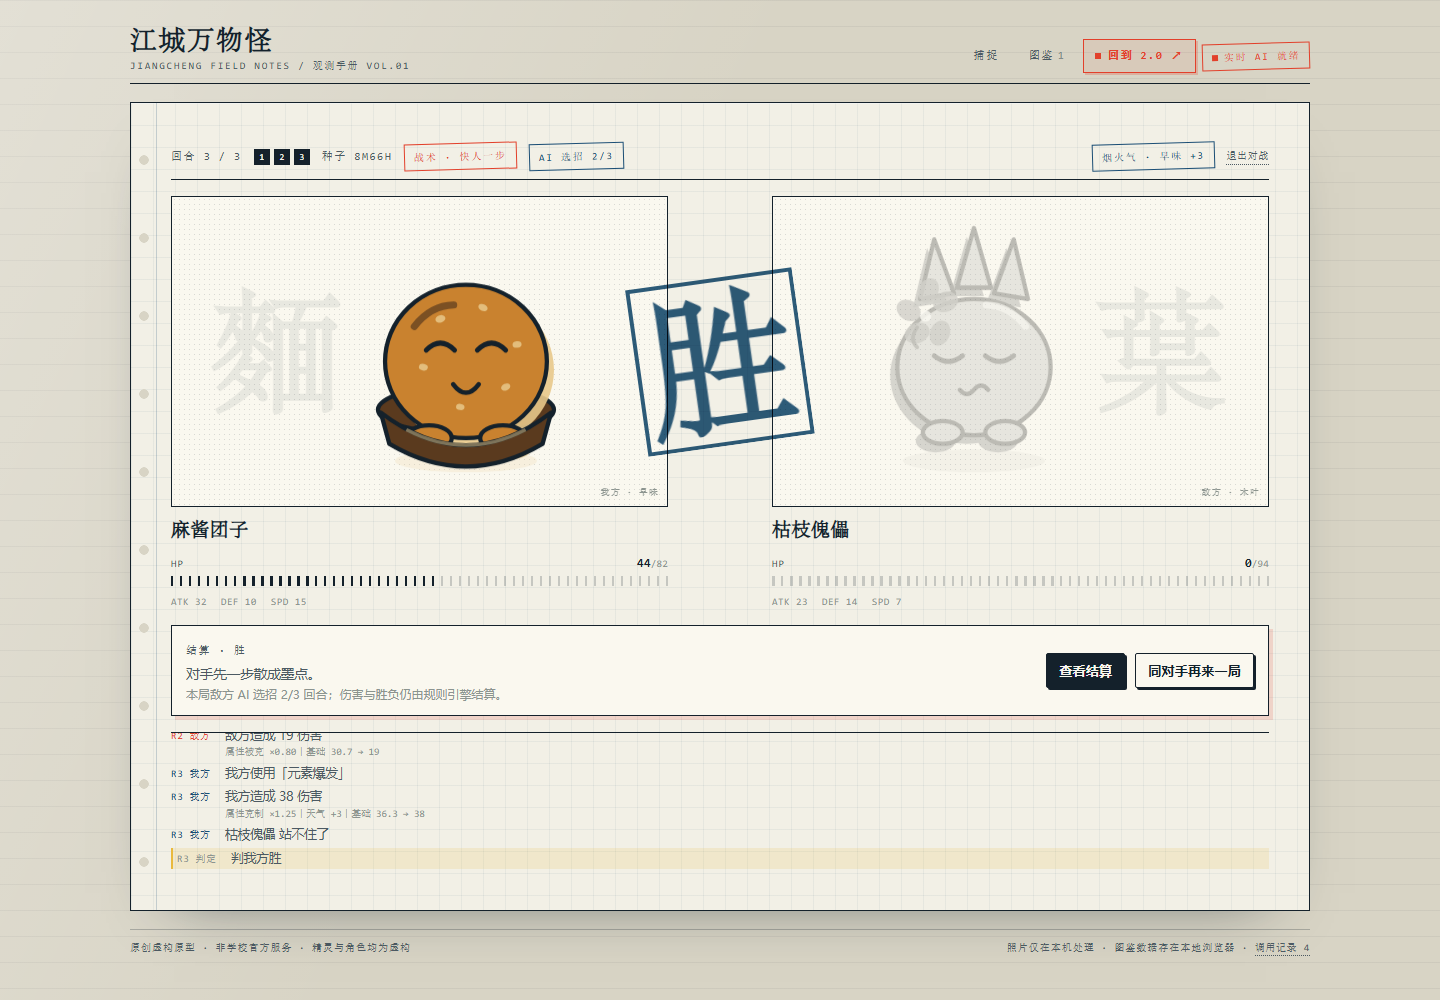 江城万物怪
JIANGCHENG FIELD NOTES / 观测手册 VOL.01
捕捉 图鉴 1 回到 2.0 ↗ 实时 AI 就绪
回合 3 / 3 1 2 3 种子 8M66H 战术 · 快人一步 AI 选招 2/3 烟火气 · 早味 +3 退出对战
麵
胜
葉
我方 · 早味
敌方 · 木叶
麻酱团子
枯枝傀儡
HP 44/82
HP 0/94
ATK 32 DEF 10 SPD 15
ATK 23 DEF 14 SPD 7
结算 · 胜
对手先一步散成墨点。
本局敌方 AI 选招 2/3 回合；伤害与胜负仍由规则引擎结算。
查看结算 同对手再来一局
R2 敌方 敌方造成 19 伤害
属性被克 ×0.80｜基础 30.7 → 19
R3 我方 我方使用「元素爆发」
R3 我方 我方造成 38 伤害
属性克制 ×1.25｜天气 +3｜基础 36.3 → 38
R3 我方 枯枝傀儡 站不住了
R3 判定 判我方胜
原创虚构原型 · 非学校官方服务 · 精灵与角色均为虚构
照片仅在本机处理 · 图鉴数据存在本地浏览器 · 调用记录 4